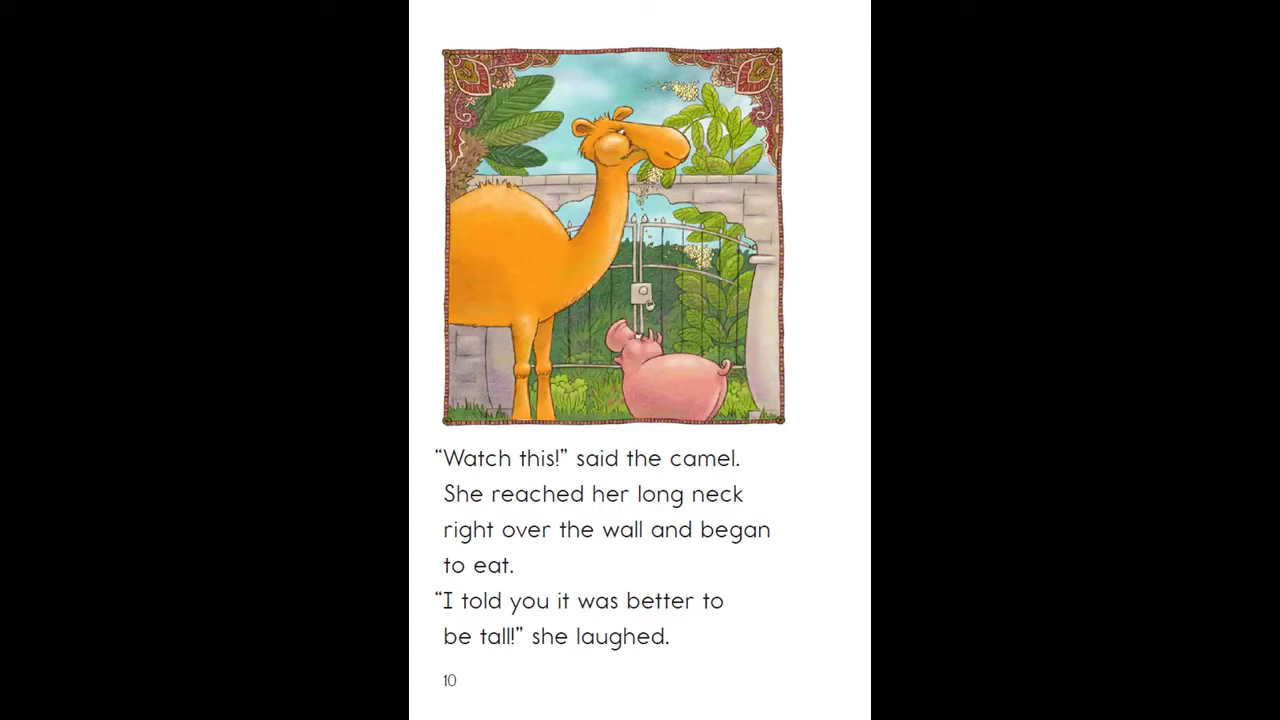 “Watch this!” said the camel.
She reached her long neck
right over the wall and began
to eat.
“I told you it was better to
be tall!” she laughed.
10